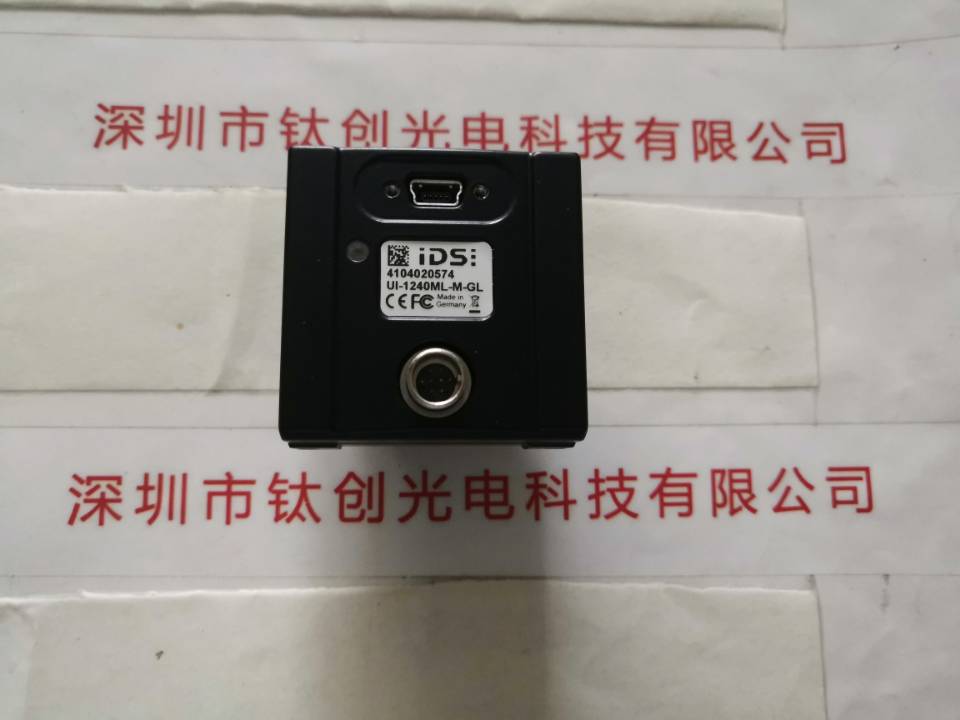 深圳市钛创光电科技有限公司
iDS:
4104020574
UI-1240ML-M-GL
CE FC Made in
Germany
深圳市钛创光电科技有限公司